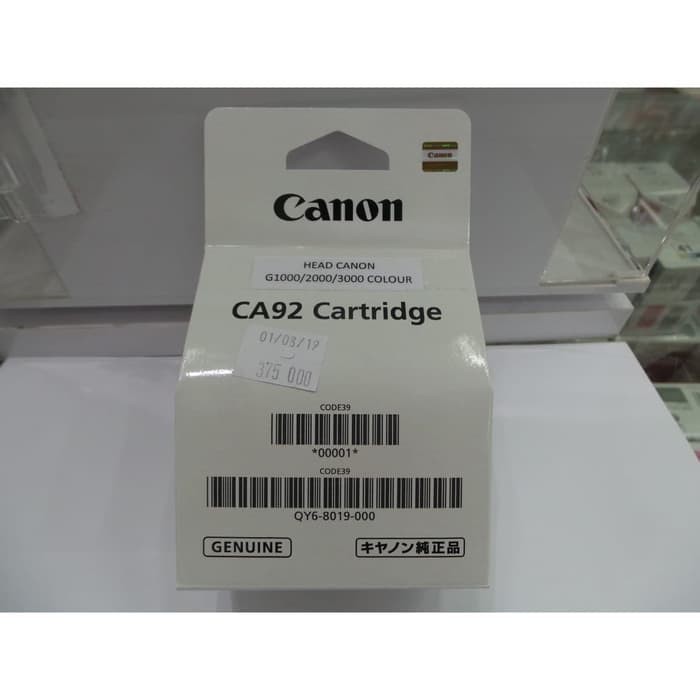 Canon
Canon
HEAD CANON
G1000/2000/3000 COLOUR
CA92 Cartridge
01/03/19
375 000
CODE39
*00001*
CODE39
QY6-8019-000
GENUINE
キヤノン純正品